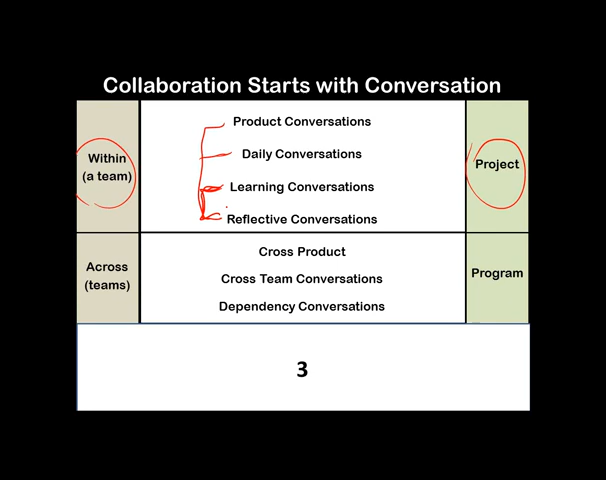 Collaboration Starts with Conversation
Within
(a team)
Product Conversations
Daily Conversations
Learning Conversations
Reflective Conversations
Project
Across
(teams)
Cross Product
Cross Team Conversations
Dependency Conversations
Program
3